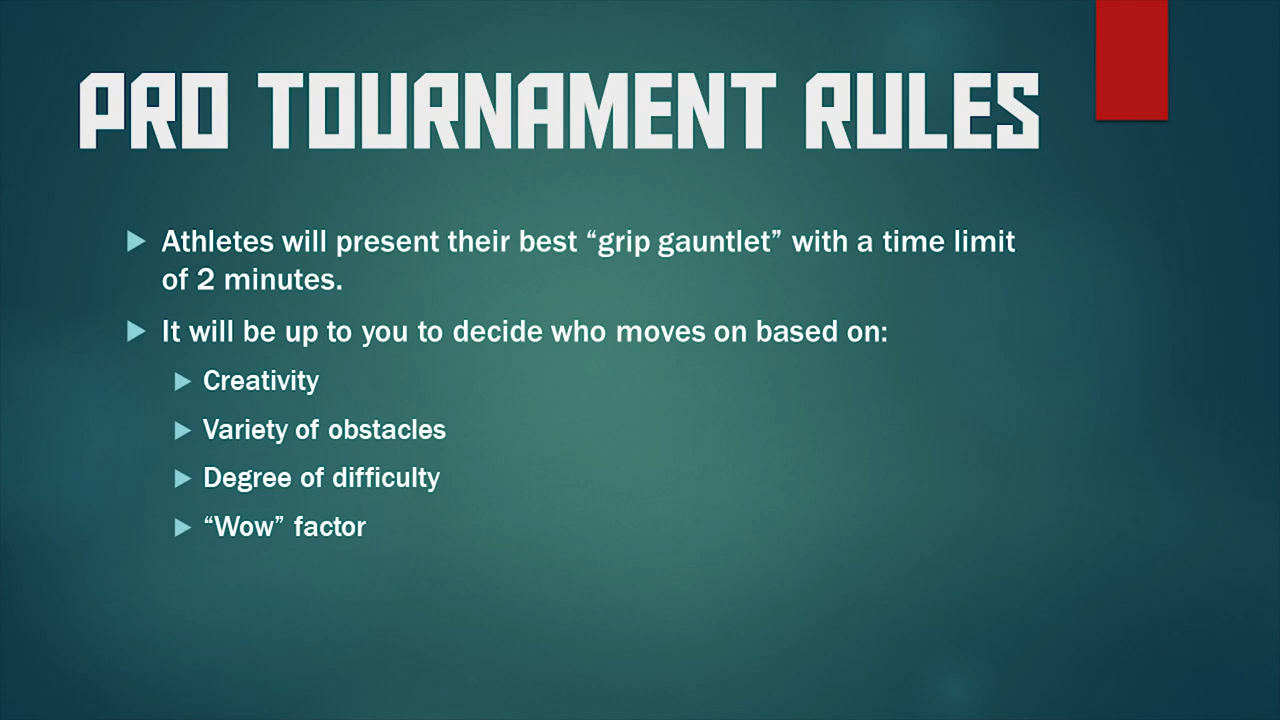 PRO TOURNAMENT RULES
Athletes will present their best “grip gauntlet” with a time limit
of 2 minutes.
It will be up to you to decide who moves on based on:
Creativity
Variety of obstacles
Degree of difficulty
“Wow” factor